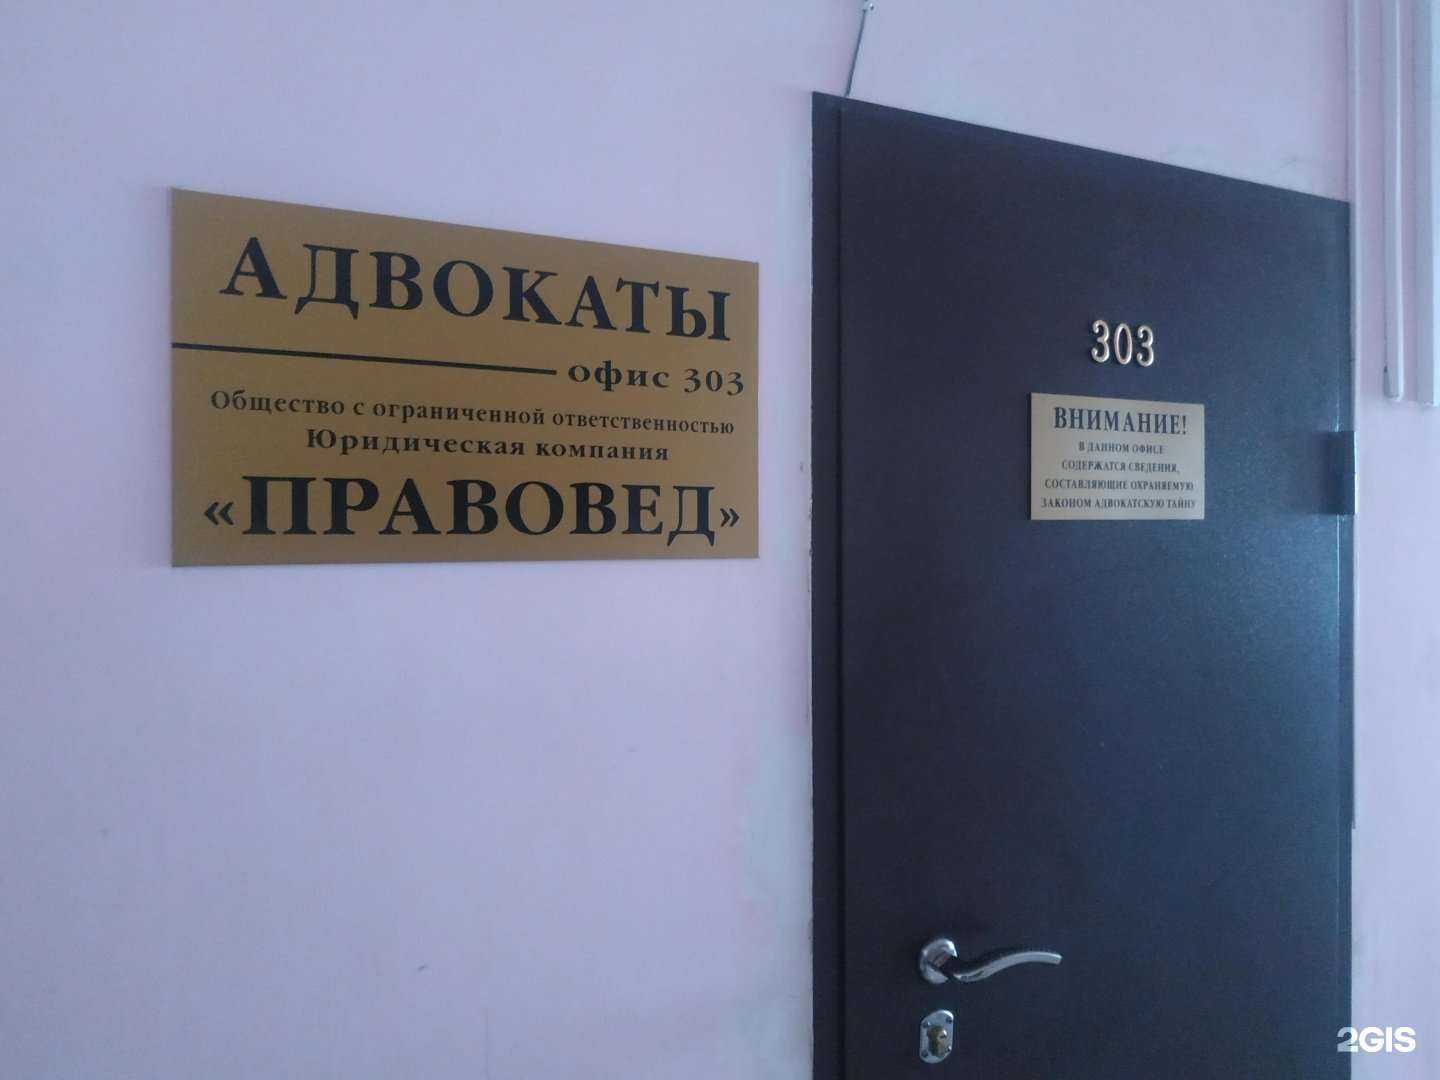 АДВОКАТЫ
офис 303
Общество с ограниченной ответственностью
Юридическая компания
«ПРАВОВЕД»
303
ВНИМАНИЕ!
В ДАННОМ ОФИСЕ
СОДЕРЖАТСЯ СВЕДЕНИЯ,
СОСТАВЛЯЮЩИЕ ОХРАНЯЕМУЮ
ЗАКОНОМ АДВОКАТСКУЮ ТАЙНУ
2GIS